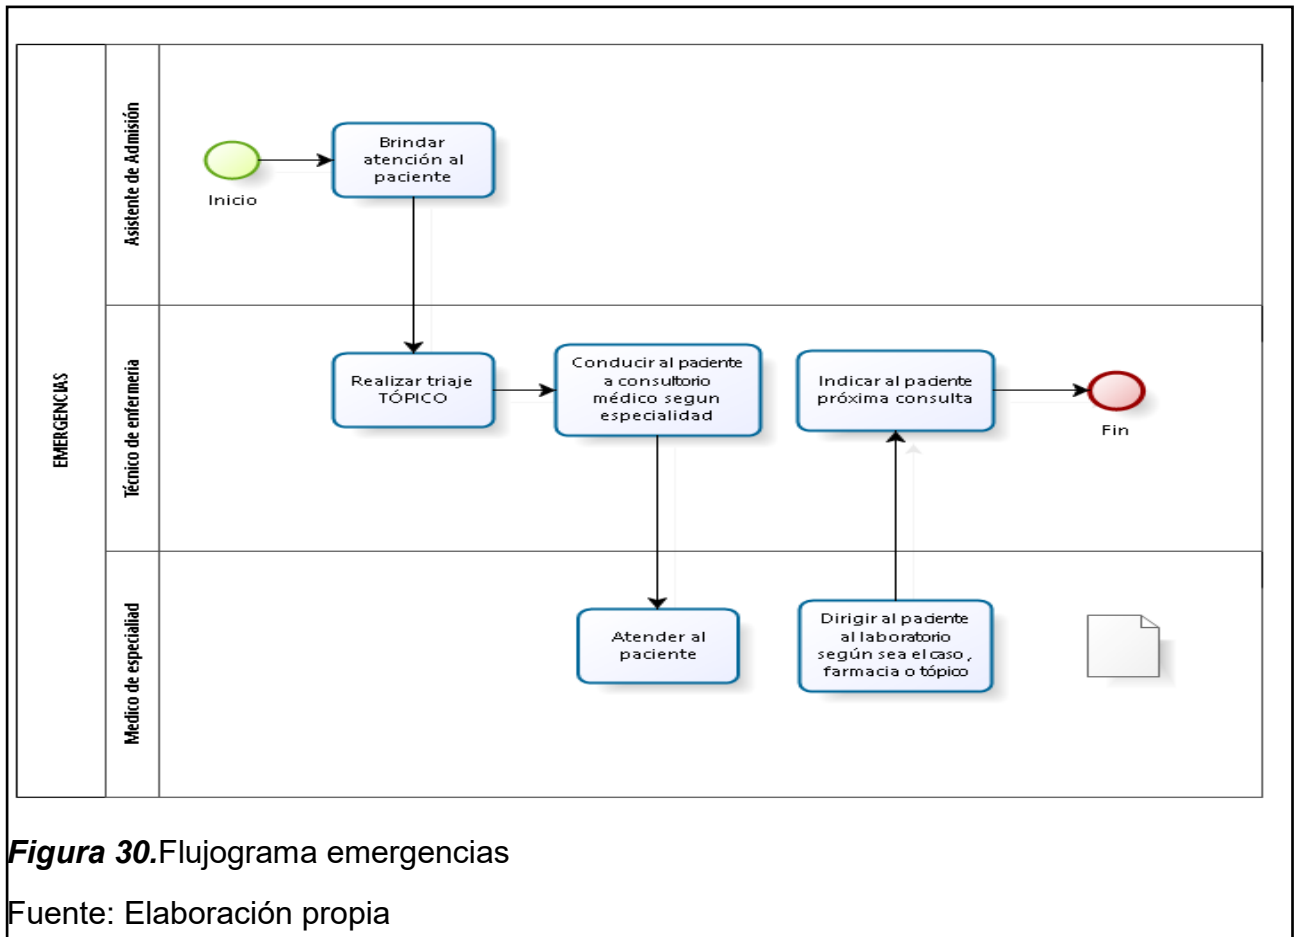 EMERGENCIAS
Asistente de Admisión
Inicio
Brindar
atención al
paciente
Técnico de enfermeria
Realizar triaje
TÓPICO
Conducir al paciente
a consultorio
médico segun
especialidad
Indicar al paciente
próxima consulta
Fin
Medico de especialiad
Atender al
paciente
Dirigir al paciente
al laboratorio
según sea el caso,
farmacia o tópico
Figura 30.Flujograma emergencias
Fuente: Elaboración propia